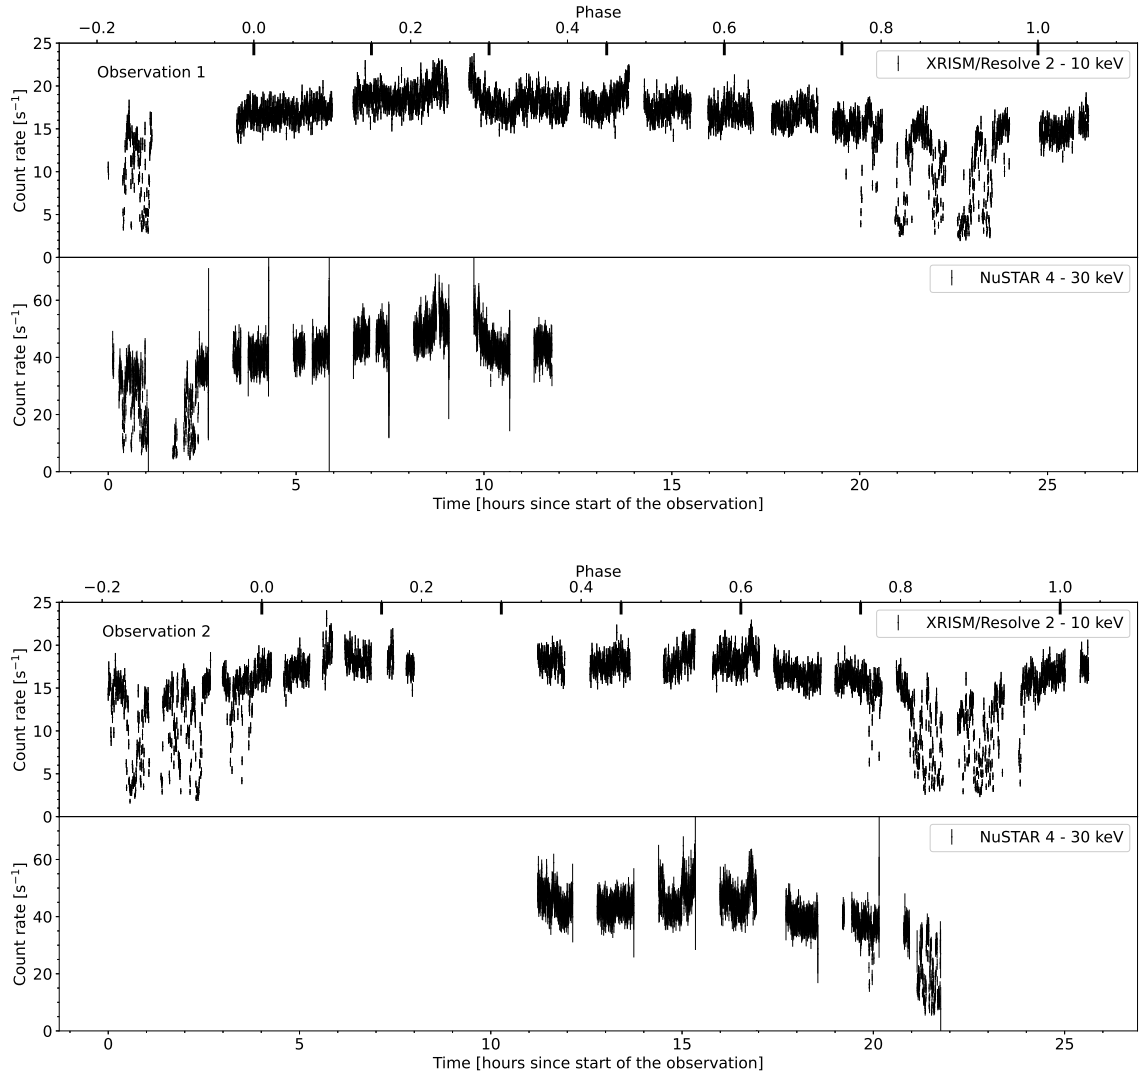 Phase
−0.2 0.0 0.2 0.4 0.6 0.8 1.0
25
20
15
10
5
0
Count rate [s⁻¹]
Observation 1
XRISM/Resolve 2 - 10 keV
60
40
20
0
Count rate [s⁻¹]
NuSTAR 4 - 30 keV
0 5 10 15 20 25
Time [hours since start of the observation]
Phase
−0.2 0.0 0.2 0.4 0.6 0.8 1.0
25
20
15
10
5
0
Count rate [s⁻¹]
Observation 2
XRISM/Resolve 2 - 10 keV
60
40
20
0
Count rate [s⁻¹]
NuSTAR 4 - 30 keV
0 5 10 15 20 25
Time [hours since start of the observation]